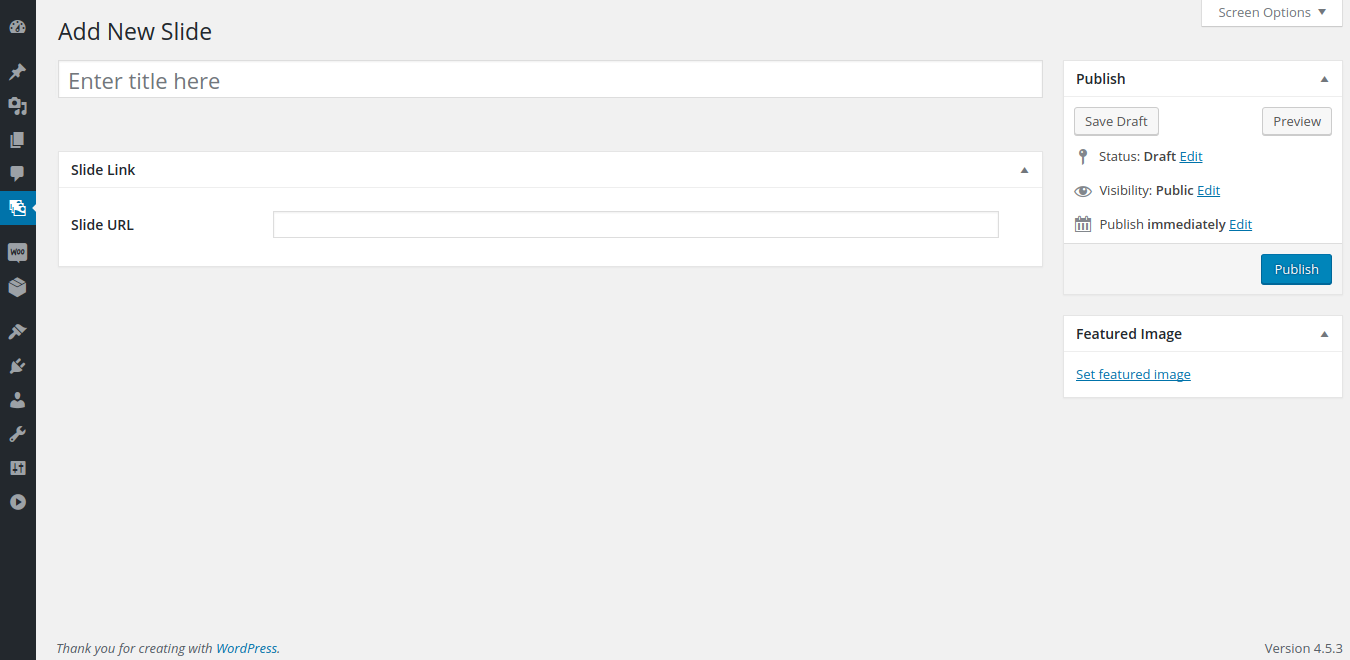 Screen Options
Add New Slide
Enter title here
Slide Link
Slide URL
Publish
Save Draft
Preview
Status: Draft Edit
Visibility: Public Edit
Publish immediately Edit
Publish
Featured Image
Set featured image
Woo
Thank you for creating with WordPress.
Version 4.5.3